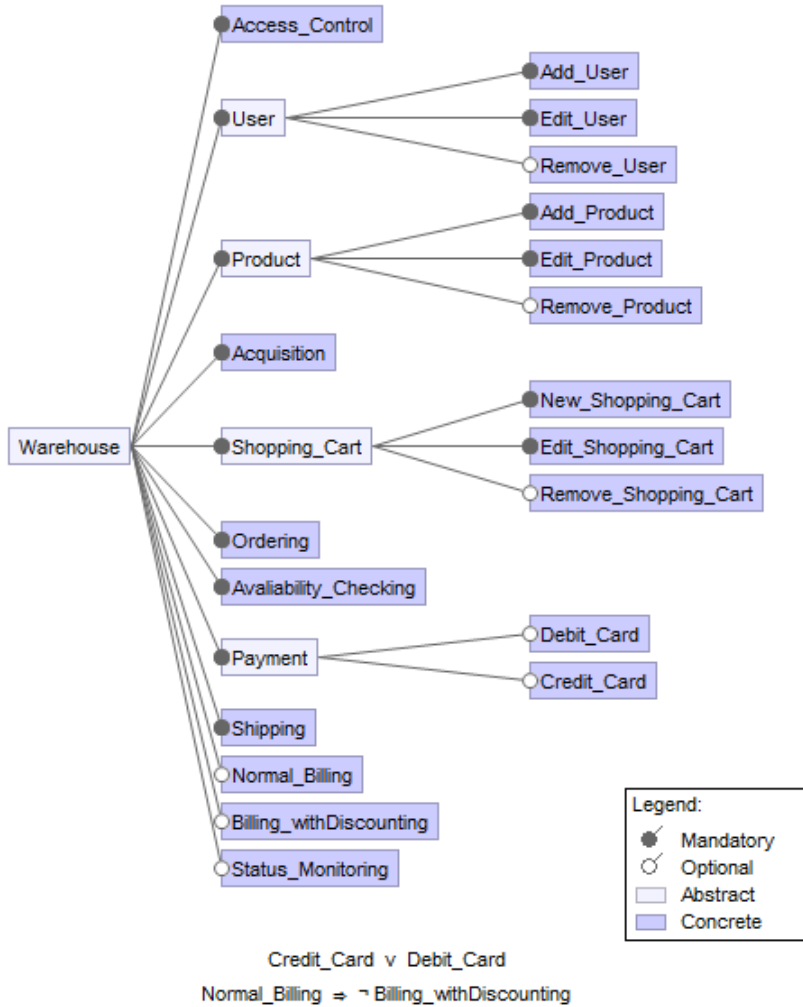 Access_Control
Add_User
User
Edit_User
Remove_User
Add_Product
Product
Edit_Product
Remove_Product
Acquisition
New_Shopping_Cart
Warehouse
Shopping_Cart
Edit_Shopping_Cart
Remove_Shopping_Cart
Ordering
Avaliability_Checking
Debit_Card
Payment
Credit_Card
Shipping
Normal_Billing
Billing_withDiscounting
Status_Monitoring
Legend:
Mandatory
Optional
Abstract
Concrete
Credit_Card v Debit_Card
Normal_Billing ⇒ ¬ Billing_withDiscounting